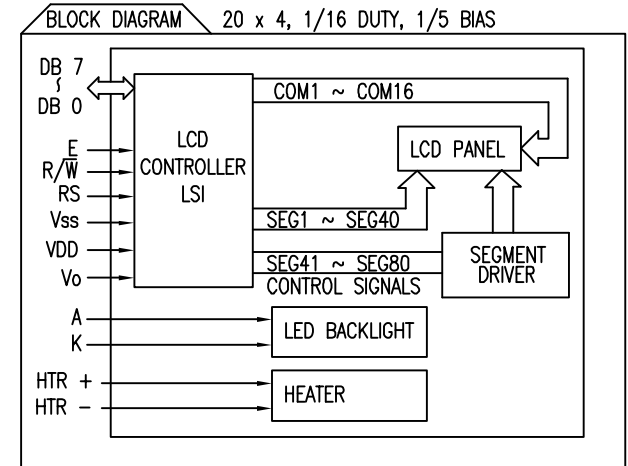 BLOCK DIAGRAM 20 x 4, 1/16 DUTY, 1/5 BIAS
DB 7
~
DB 0
E
R/W̅
RS
Vss
VDD
Vo
A
K
HTR +
HTR -
LCD
CONTROLLER
LSI
COM1 ~ COM16
LCD PANEL
SEG1 ~ SEG40
SEG41 ~ SEG80
CONTROL SIGNALS
SEGMENT
DRIVER
LED BACKLIGHT
HEATER